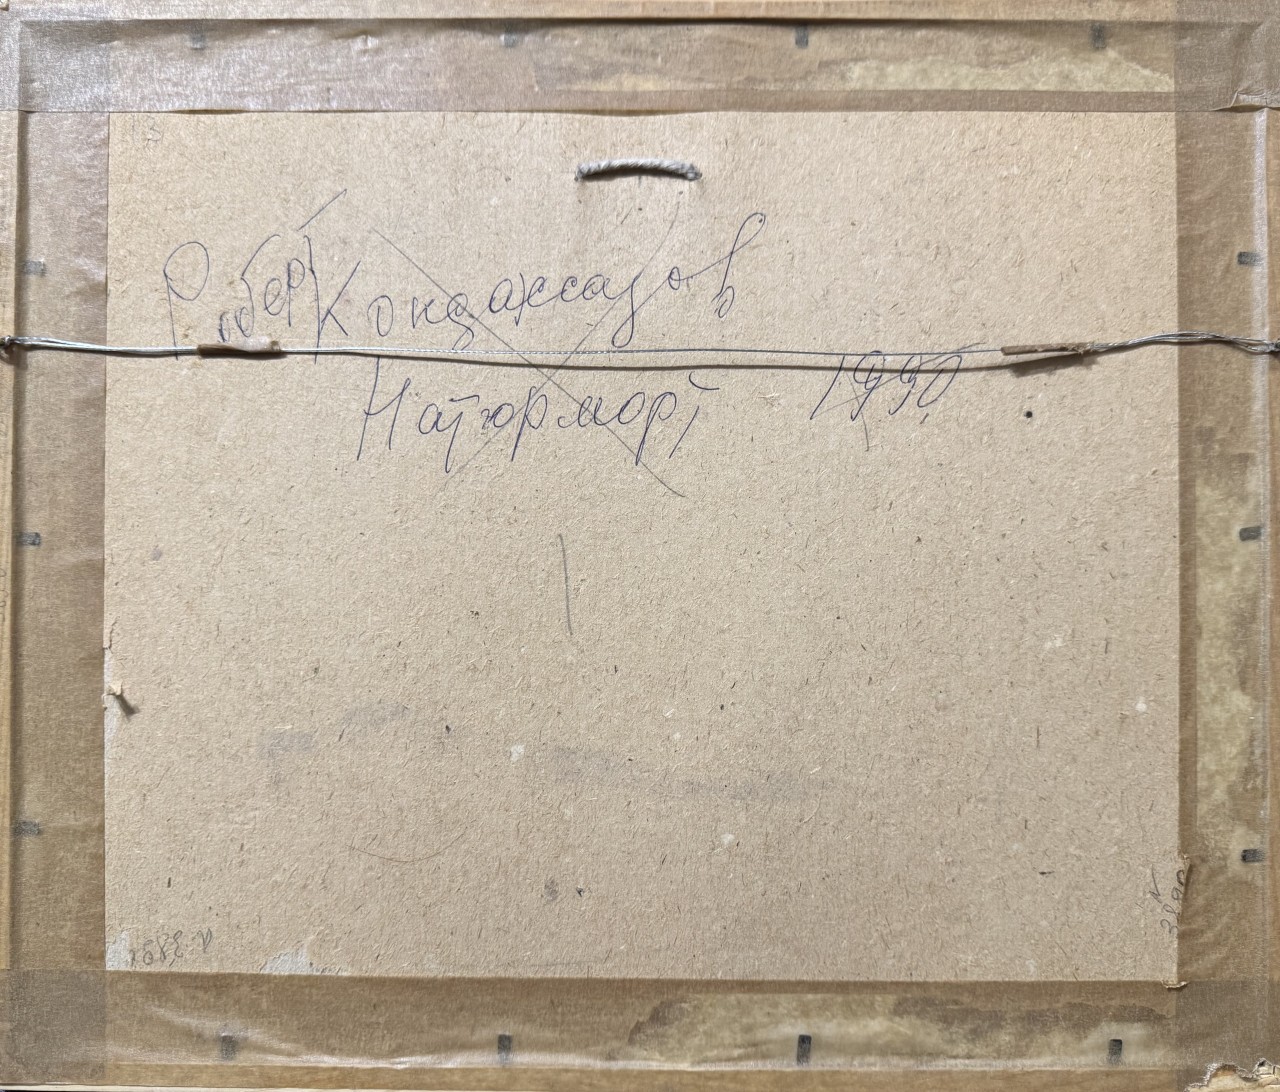 Роберт Кондахсазов
Натюрморт 1990